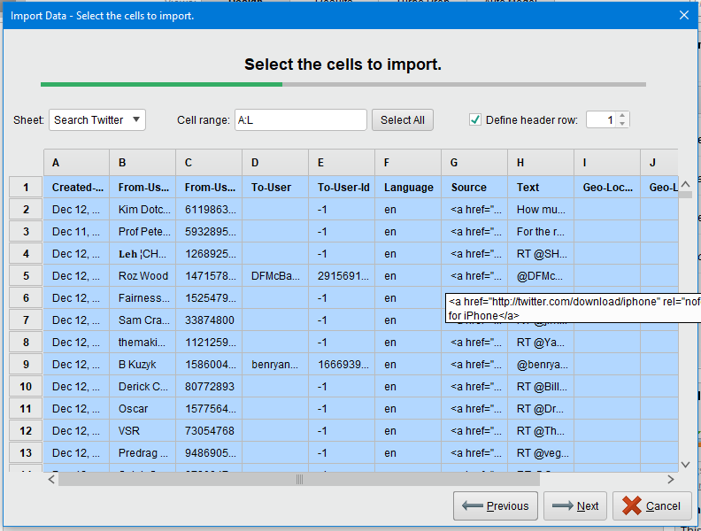 Import Data - Select the cells to import.
Select the cells to import.
Sheet: Search Twitter Cell range: A:L Select All Define header row: 1
A B C D E F G H I J
1 Created-... From-Us... From-Us... To-User To-User-Id Language Source Text Geo-Loc... Geo-L
2 Dec 12, ... Kim Dotc... 6119863... -1 en <a href="... How mu...
3 Dec 11, ... Prof Pete... 5932895... -1 en <a href="... For the r...
4 Dec 12, ... Leh ¦CH... 1268925... -1 en <a href="... RT @SH...
5 Dec 12, ... Roz Wood 1471578... DFMcBa... 2915691... en <a href="... @DFMc...
6 Dec 12, ... Fairness... 1525479... -1 en
<a href="http://twitter.com/download/iphone" rel="nof
for iPhone</a>
7 Dec 12, ... Sam Cra... 33874800 -1 en
8 Dec 12, ... themaki... 1121259... -1 en <a href="... RT @Ya...
9 Dec 12, ... B Kuzyk 1586004... benryan... 1666939... en <a href="... @benrya...
10 Dec 12, ... Derick C... 80772893 -1 en <a href="... RT @Bill...
11 Dec 12, ... Oscar 1577564... -1 en <a href="... RT @Dr...
12 Dec 12, ... VSR 73054768 -1 en <a href="... RT @Th...
13 Dec 12, ... Predrag ... 9486905... -1 en <a href="... RT @veg...
Previous Next Cancel